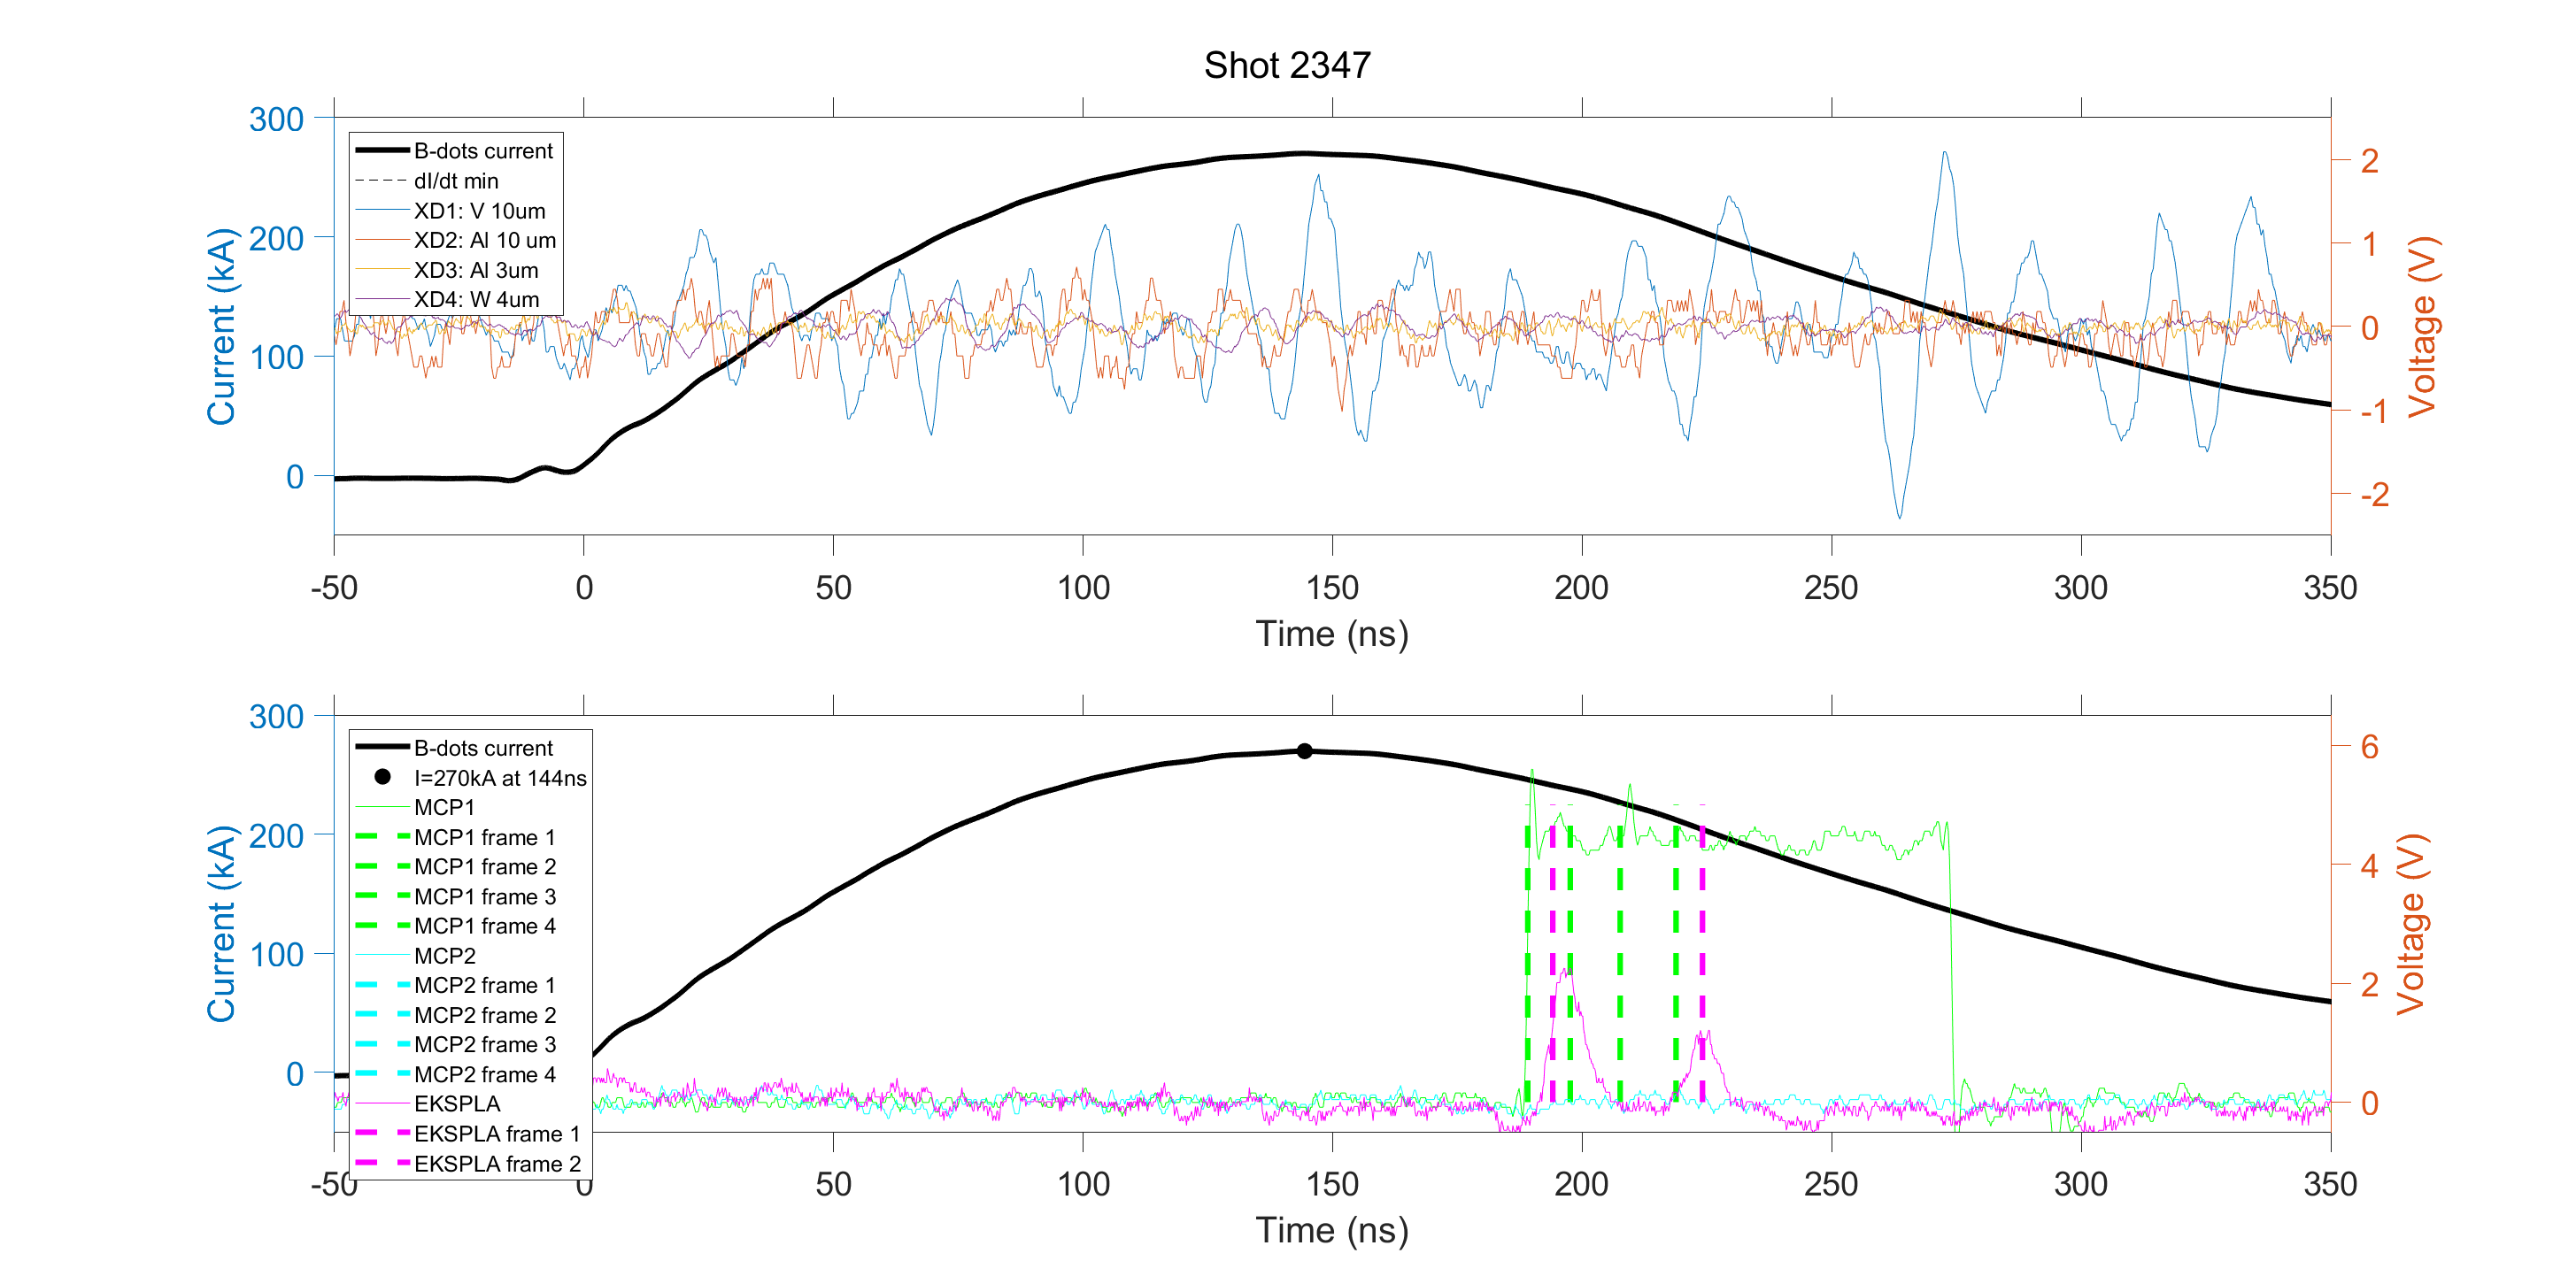 Shot 2347
300
200
100
0
Current (kA)
B-dots current
dI/dt min
XD1: V 10um
XD2: Al 10 um
XD3: Al 3um
XD4: W 4um
2
1
0
-1
-2
Voltage (V)
-50 0 50 100 150 200 250 300 350
Time (ns)
300
200
100
0
Current (kA)
B-dots current
I=270kA at 144ns
MCP1
MCP1 frame 1
MCP1 frame 2
MCP1 frame 3
MCP1 frame 4
MCP2
MCP2 frame 1
MCP2 frame 2
MCP2 frame 3
MCP2 frame 4
EKSPLA
EKSPLA frame 1
EKSPLA frame 2
6
4
2
0
Voltage (V)
-50 0 50 100 150 200 250 300 350
Time (ns)